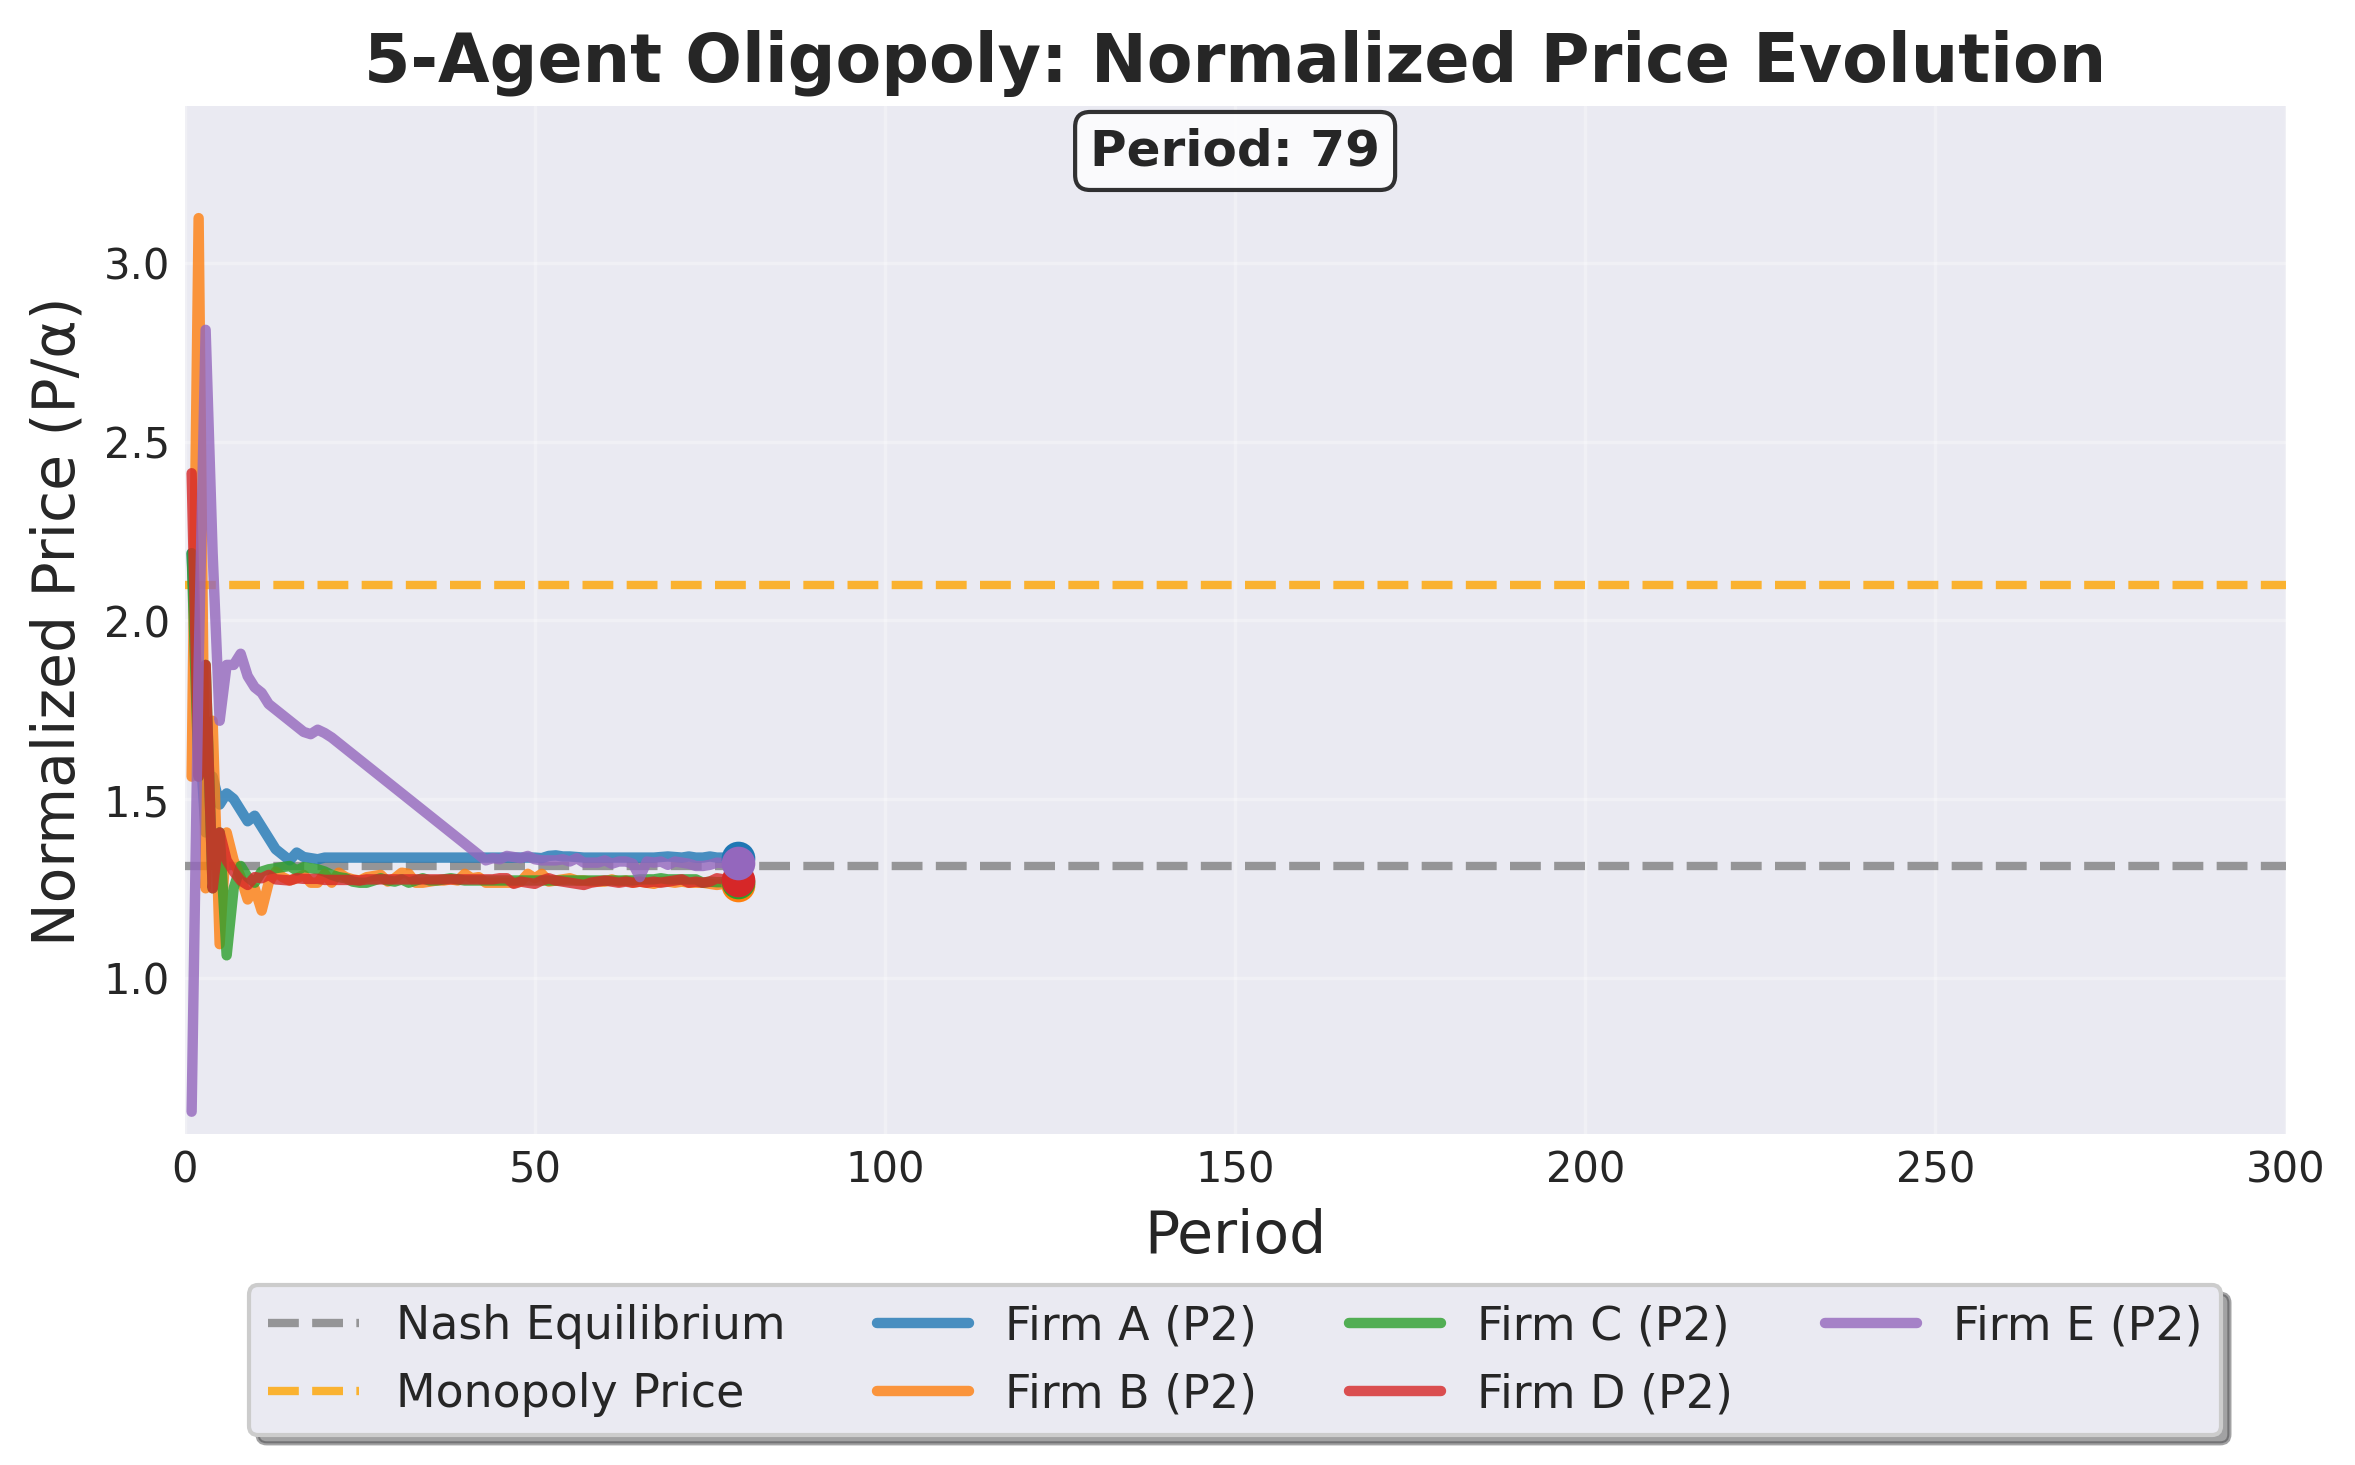 5-Agent Oligopoly: Normalized Price Evolution
Period: 79
Normalized Price (P/α)
3.0
2.5
2.0
1.5
1.0
0 50 100 150 200 250 300
Period
Nash Equilibrium Firm A (P2) Firm C (P2) Firm E (P2)
Monopoly Price Firm B (P2) Firm D (P2)